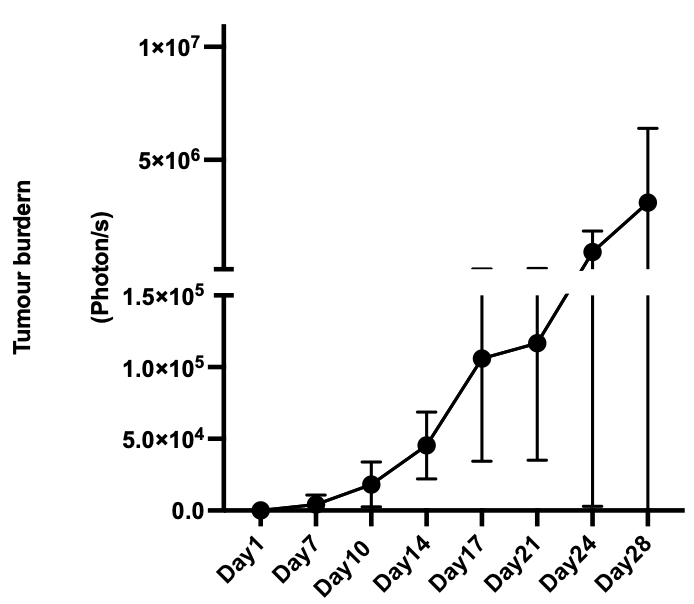 Tumour burdern
(Photon/s)
1×10⁷
5×10⁶
1.5×10⁵
1.0×10⁵
5.0×10⁴
0.0
Day1
Day7
Day10
Day14
Day17
Day21
Day24
Day28